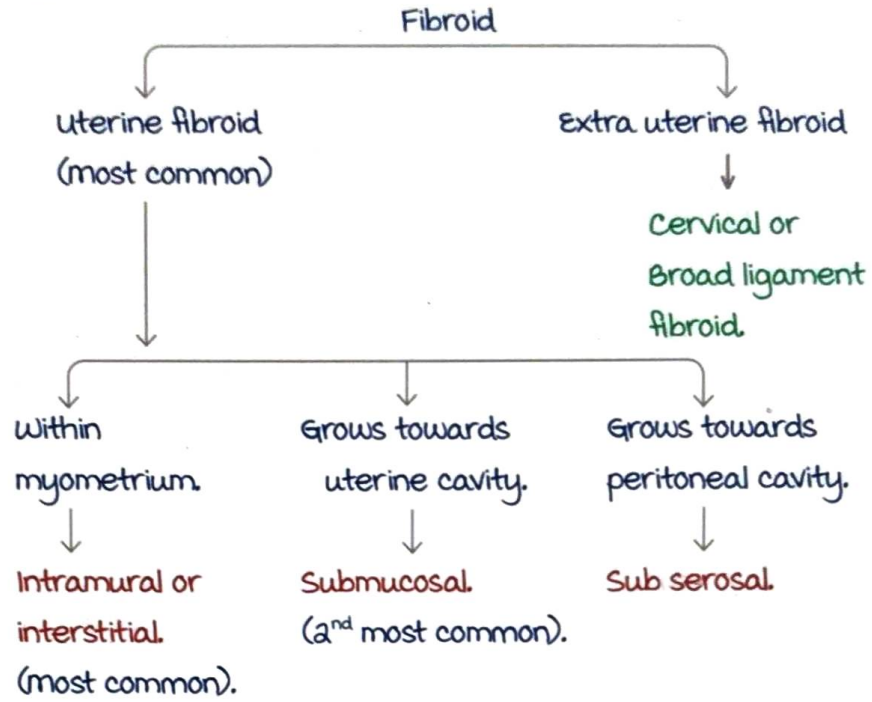 Fibroid
Uterine fibroid
(most common)
Extra uterine fibroid
Cervical or
Broad ligament
fibroid.
Within
myometrium.
Intramural or
interstitial.
(most common).
Grows towards
uterine cavity.
Submucosal.
(2nd most common).
Grows towards
peritoneal cavity.
Sub serosal.